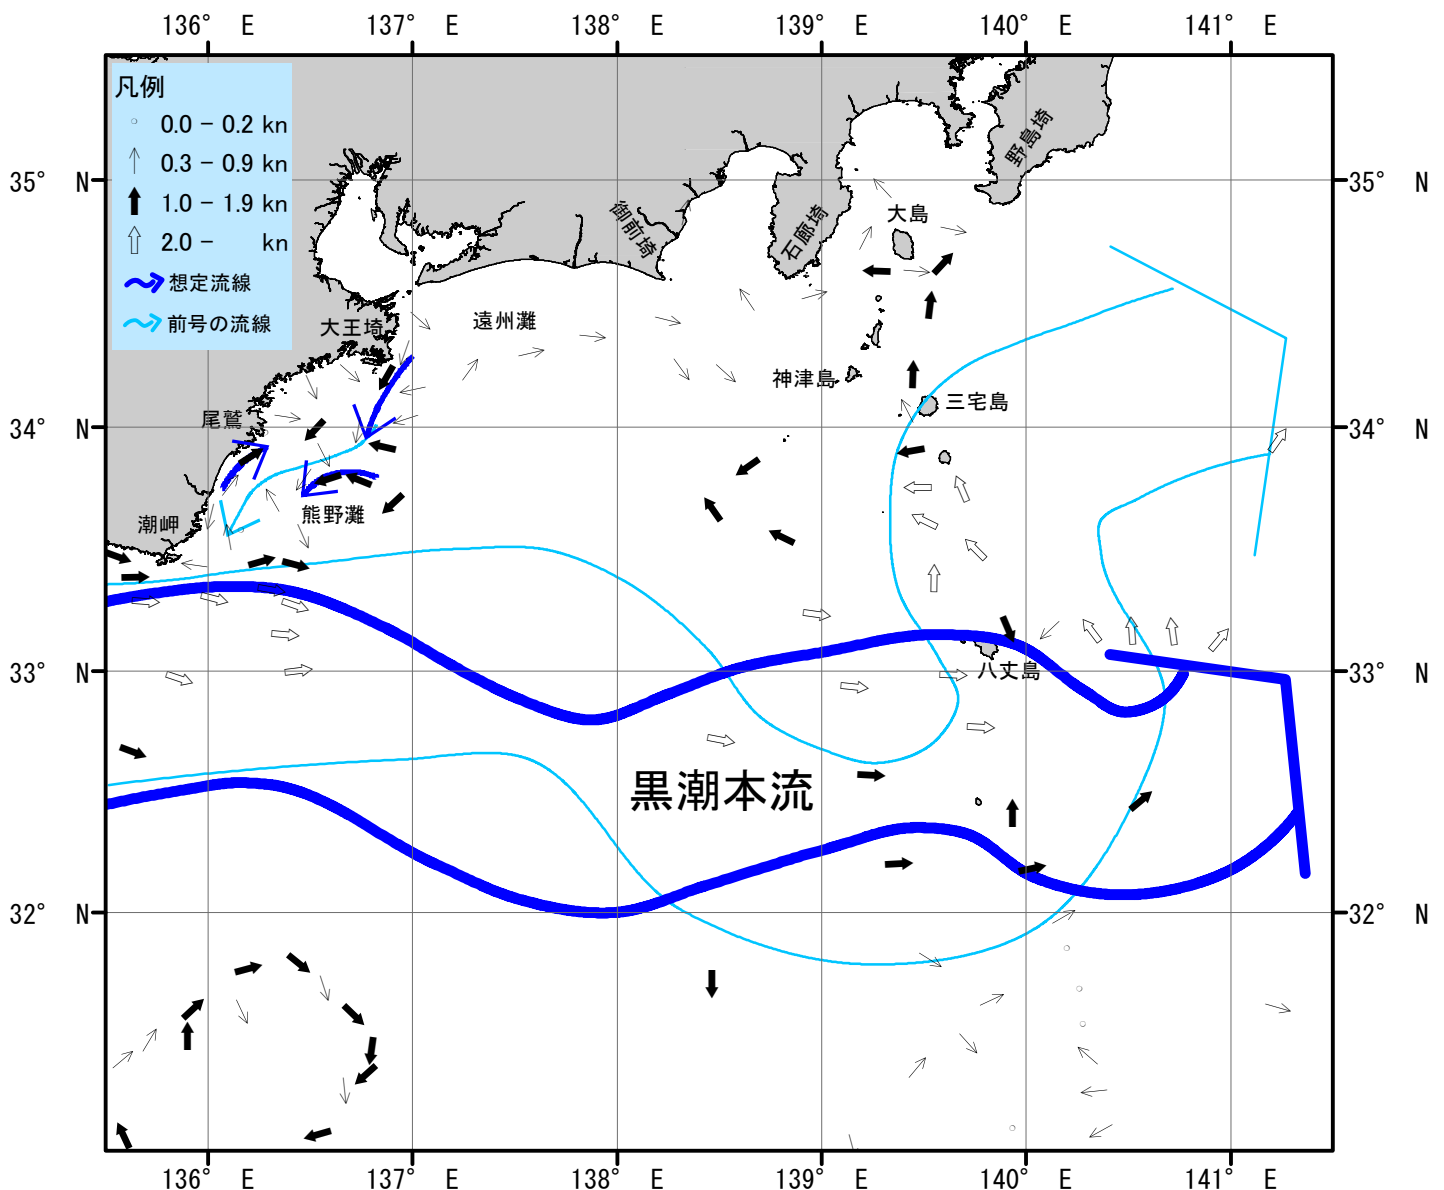 136° E 137° E 138° E 139° E 140° E 141° E
凡例
0.0 - 0.2 kn
0.3 - 0.9 kn
1.0 - 1.9 kn
2.0 - kn
想定流線
前号の流線
野島埼
35° N
35° N
大島
御前埼
石廊埼
大王埼
遠州灘
神津島
三宅島
尾鷲
34° N
34° N
熊野灘
潮岬
33° N
八丈島
33° N
黒潮本流
32° N
32° N
136° E 137° E 138° E 139° E 140° E 141° E